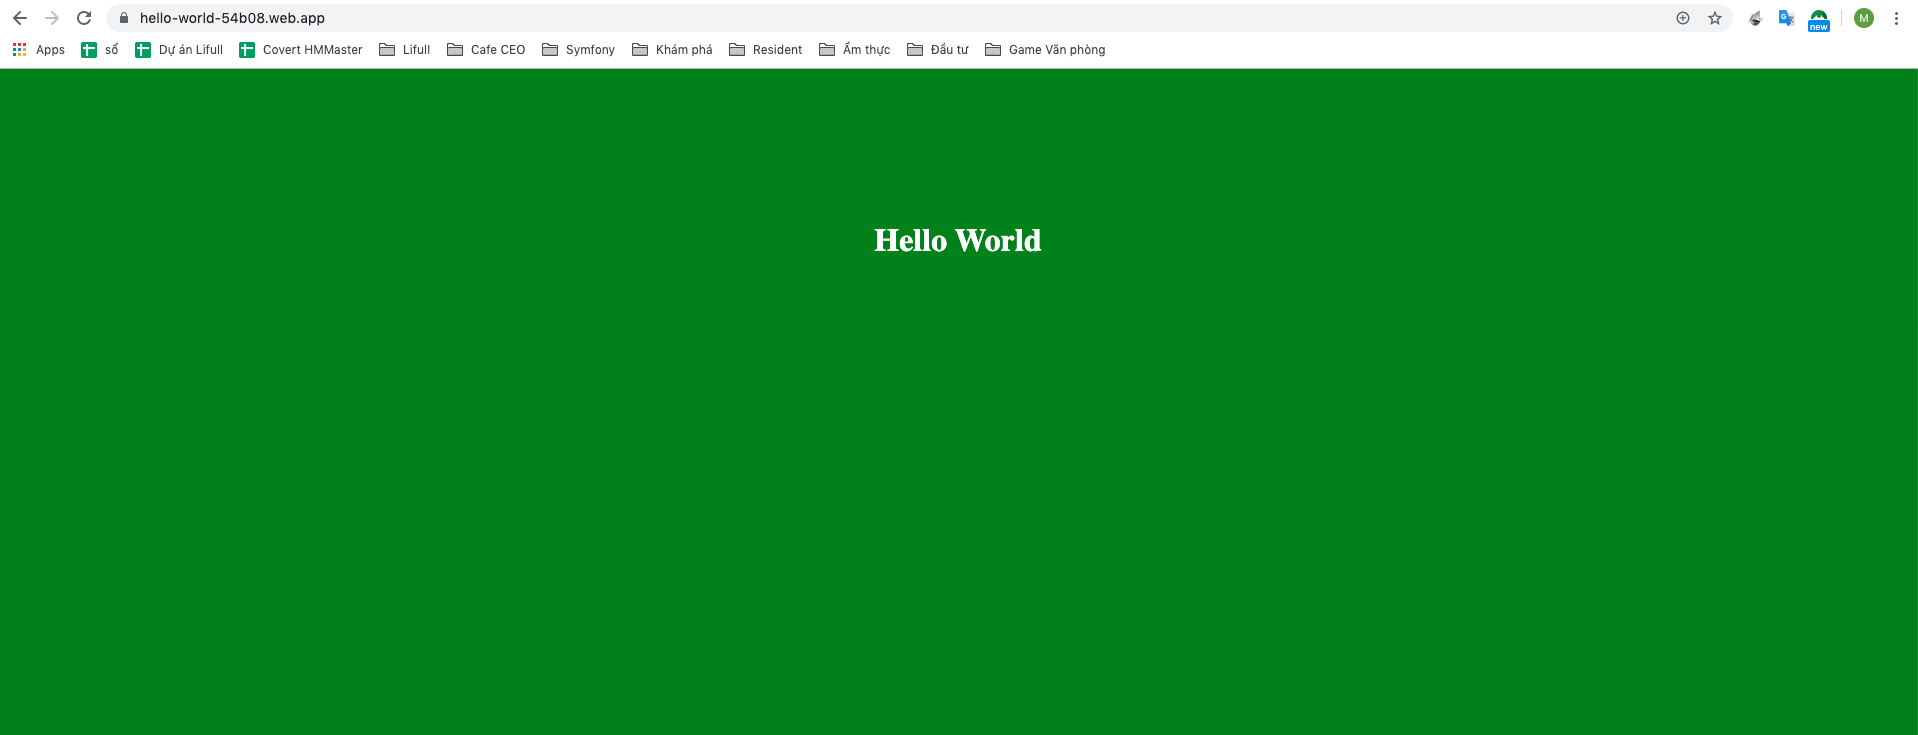 hello-world-54b08.web.app
new
M
Apps sổ Dự án Lifull Covert HMMaster Lifull Cafe CEO Symfony Khám phá Resident Ẩm thực Đầu tư Game Văn phòng
Hello World